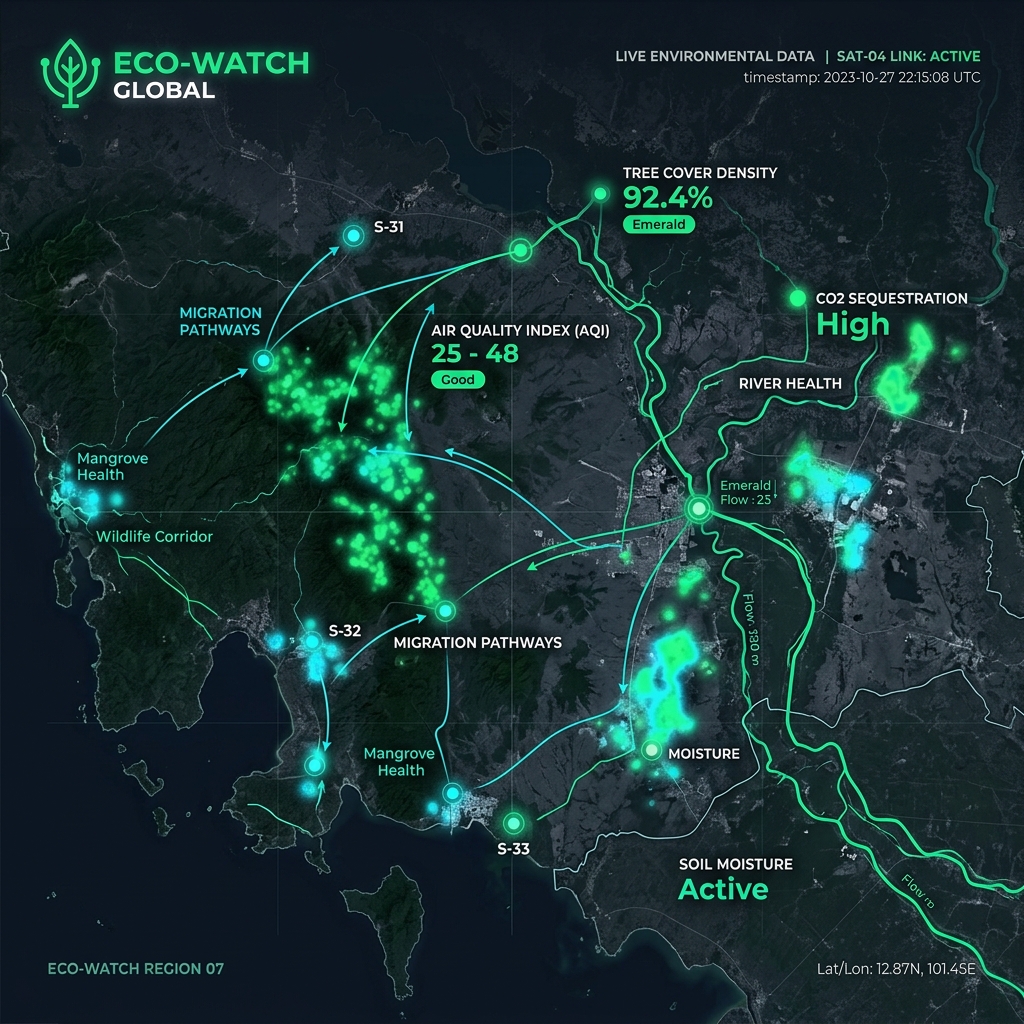 ECO-WATCH
GLOBAL
LIVE ENVIRONMENTAL DATA | SAT-04 LINK: ACTIVE
timestamp: 2023-10-27 22:15:08 UTC
TREE COVER DENSITY
92.4%
Emerald
S-31
CO2 SEQUESTRATION
High
MIGRATION
PATHWAYS
AIR QUALITY INDEX (AQI)
25 - 48
Good
RIVER HEALTH
Mangrove
Health
Emerald
Flow : 25
Wildlife Corridor
S-32
MIGRATION PATHWAYS
Flow:
Mangrove
Health
MOISTURE
S-33
SOIL MOISTURE
Active
ECO-WATCH REGION 07
Lat/Lon: 12.87N, 101.4SE